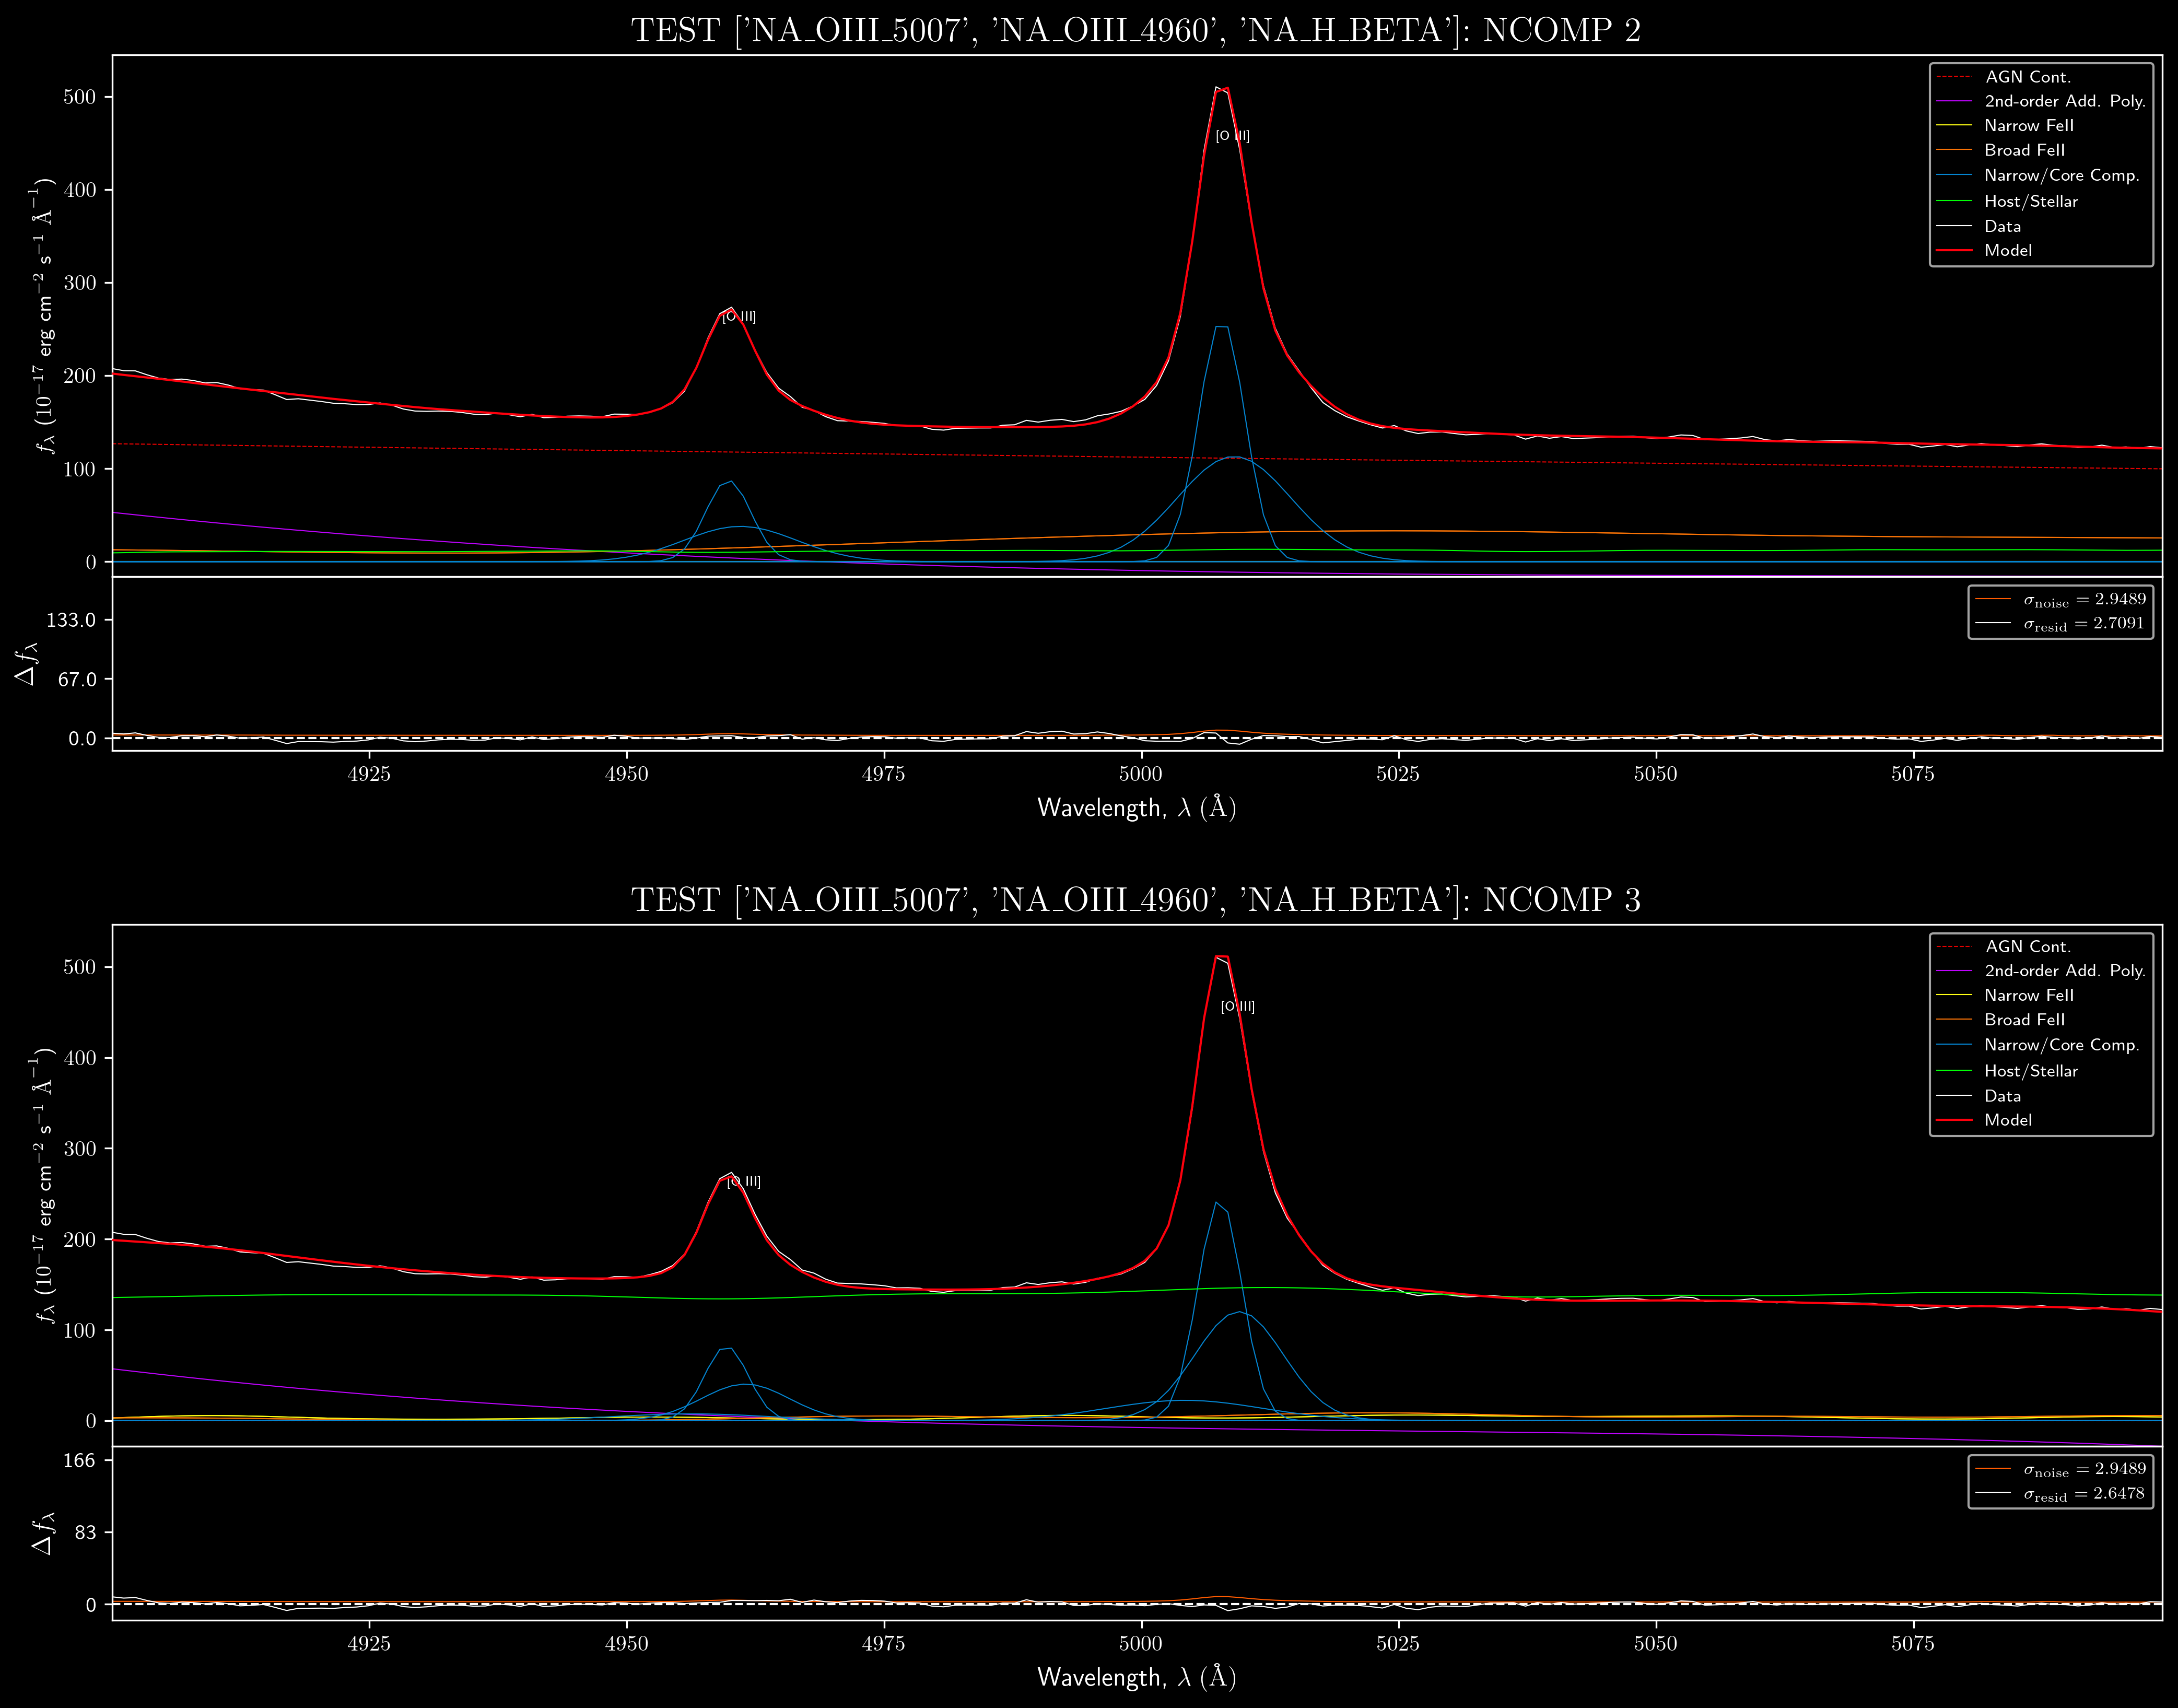 TEST ['NA_OIII_5007', 'NA_OIII_4960', 'NA_H_BETA']: NCOMP 2
500
400
300
200
100
0
fλ (10⁻¹⁷ erg cm⁻² s⁻¹ Å⁻¹)
[O III]
[O III]
AGN Cont.
2nd-order Add. Poly.
Narrow FeII
Broad FeII
Narrow/Core Comp.
Host/Stellar
Data
Model
133.0
67.0
0.0
Δfλ
σnoise = 2.9489
σresid = 2.7091
4925 4950 4975 5000 5025 5050 5075
Wavelength, λ (Å)
TEST ['NA_OIII_5007', 'NA_OIII_4960', 'NA_H_BETA']: NCOMP 3
500
400
300
200
100
0
fλ (10⁻¹⁷ erg cm⁻² s⁻¹ Å⁻¹)
[O III]
[O III]
AGN Cont.
2nd-order Add. Poly.
Narrow FeII
Broad FeII
Narrow/Core Comp.
Host/Stellar
Data
Model
166
83
0
Δfλ
σnoise = 2.9489
σresid = 2.6478
4925 4950 4975 5000 5025 5050 5075
Wavelength, λ (Å)